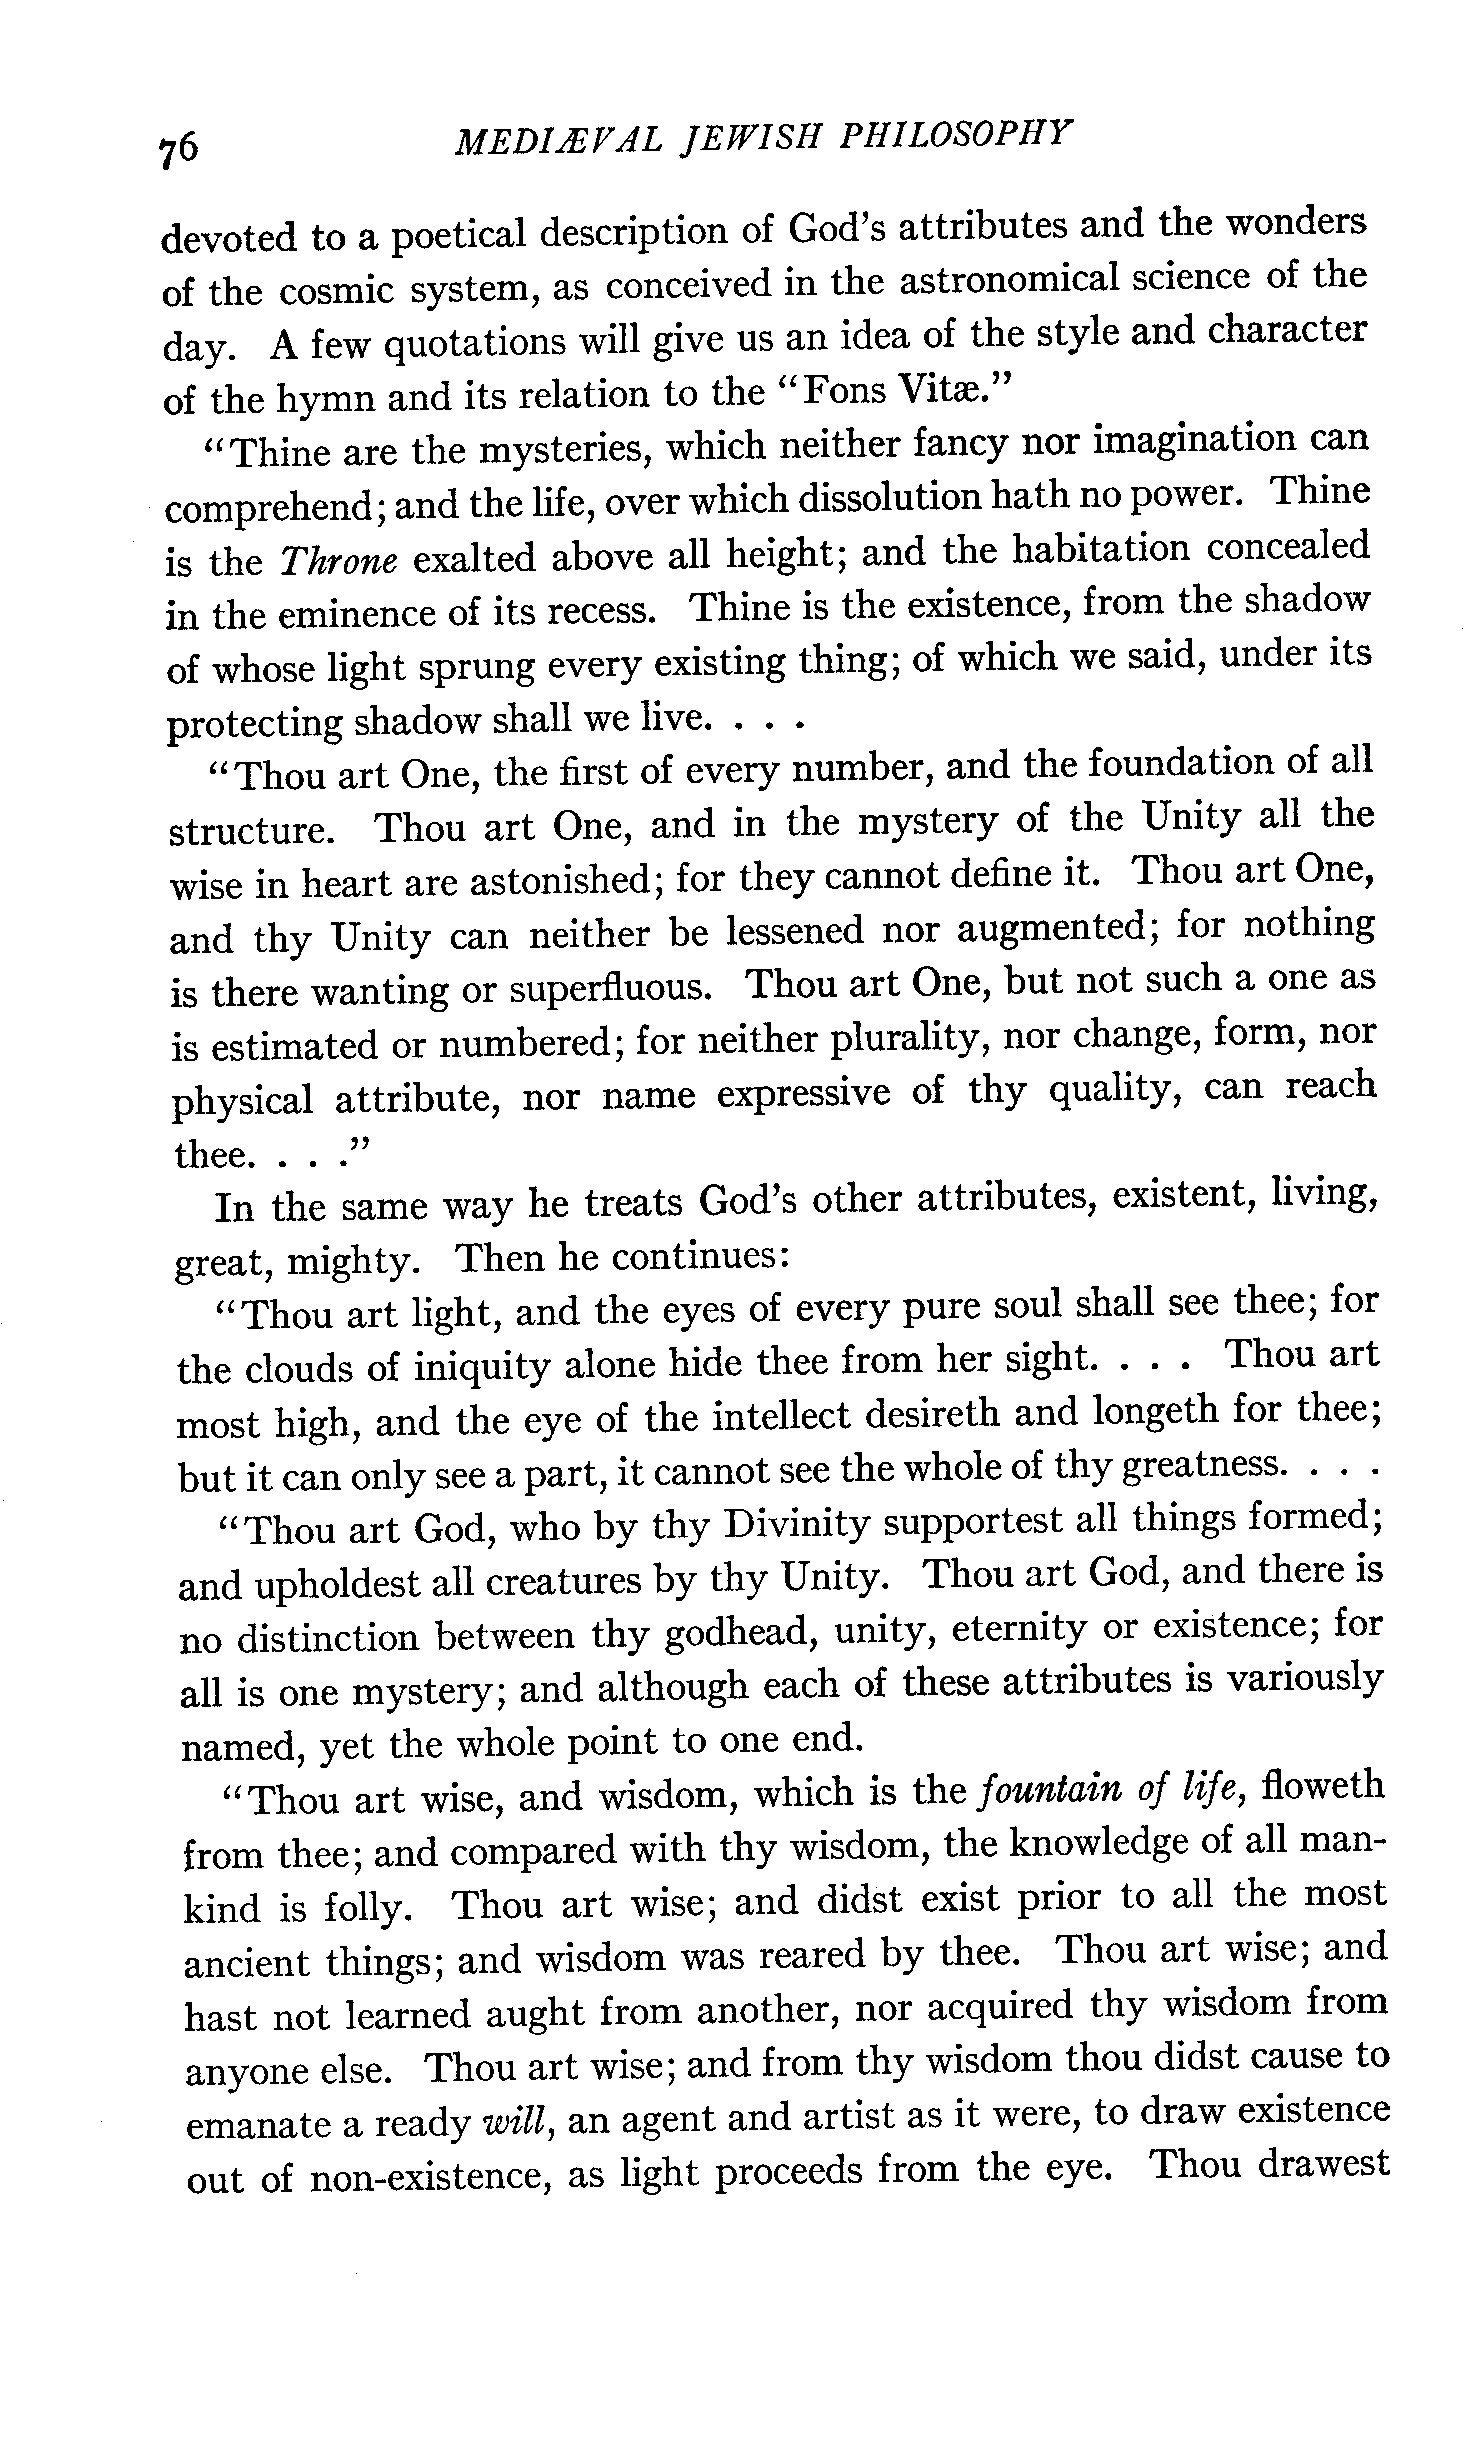 76 MEDIÆVAL JEWISH PHILOSOPHY
devoted to a poetical description of God's attributes and the wonders
of the cosmic system, as conceived in the astronomical science of the
day. A few quotations will give us an idea of the style and character
of the hymn and its relation to the "Fons Vitæ."
"Thine are the mysteries, which neither fancy nor imagination can
comprehend; and the life, over which dissolution hath no power. Thine
is the Throne exalted above all height; and the habitation concealed
in the eminence of its recess. Thine is the existence, from the shadow
of whose light sprung every existing thing; of which we said, under its
protecting shadow shall we live. . . .
"Thou art One, the first of every number, and the foundation of all
structure. Thou art One, and in the mystery of the Unity all the
wise in heart are astonished; for they cannot define it. Thou art One,
and thy Unity can neither be lessened nor augmented; for nothing
is there wanting or superfluous. Thou art One, but not such a one as
is estimated or numbered; for neither plurality, nor change, form, nor
physical attribute, nor name expressive of thy quality, can reach
thee. . . ."
In the same way he treats God's other attributes, existent, living,
great, mighty. Then he continues:
"Thou art light, and the eyes of every pure soul shall see thee; for
the clouds of iniquity alone hide thee from her sight. . . . Thou art
most high, and the eye of the intellect desireth and longeth for thee;
but it can only see a part, it cannot see the whole of thy greatness. . . .
"Thou art God, who by thy Divinity supportest all things formed;
and upholdest all creatures by thy Unity. Thou art God, and there is
no distinction between thy godhead, unity, eternity or existence; for
all is one mystery; and although each of these attributes is variously
named, yet the whole point to one end.
"Thou art wise, and wisdom, which is the fountain of life, floweth
from thee; and compared with thy wisdom, the knowledge of all man-
kind is folly. Thou art wise; and didst exist prior to all the most
ancient things; and wisdom was reared by thee. Thou art wise; and
hast not learned aught from another, nor acquired thy wisdom from
anyone else. Thou art wise; and from thy wisdom thou didst cause to
emanate a ready will, an agent and artist as it were, to draw existence
out of non-existence, as light proceeds from the eye. Thou drawest